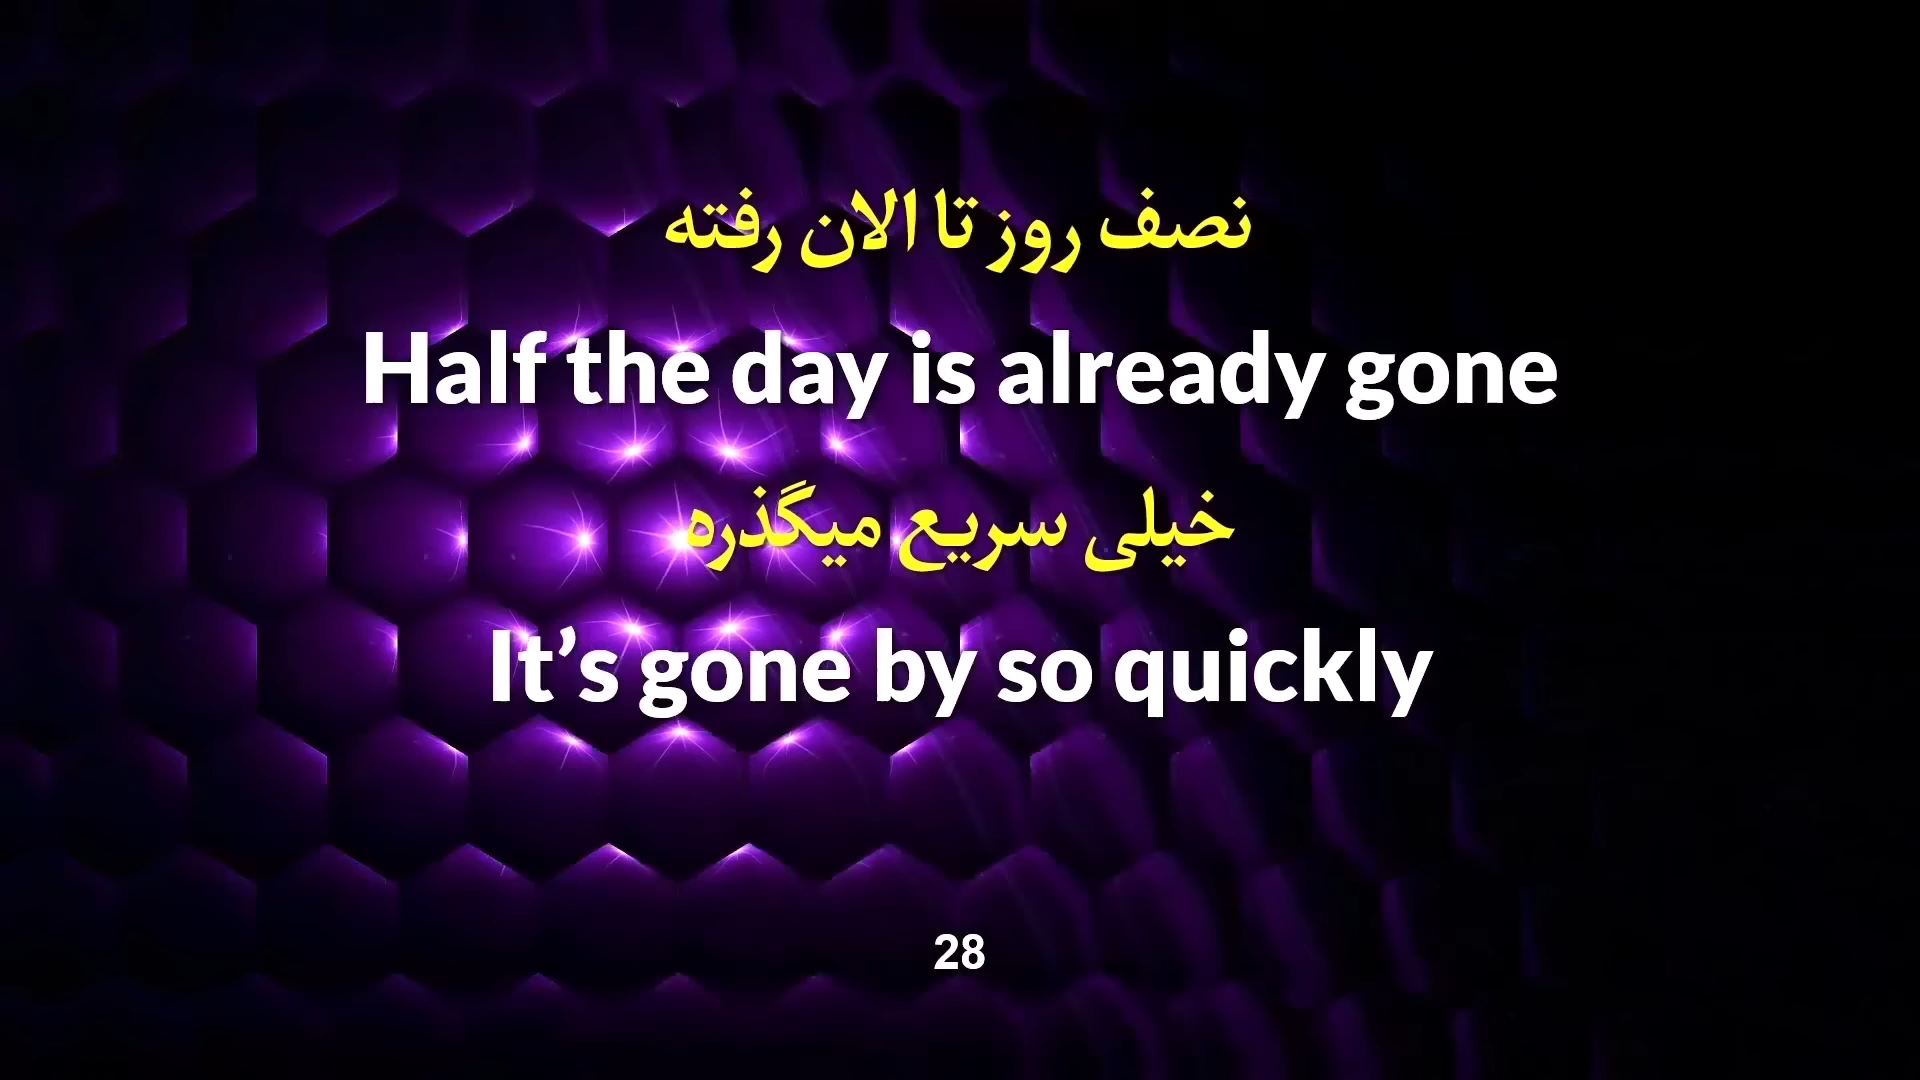 نصف روز تا الان رفته
Half the day is already gone
خیلی سریع میگذره
It’s gone by so quickly
28